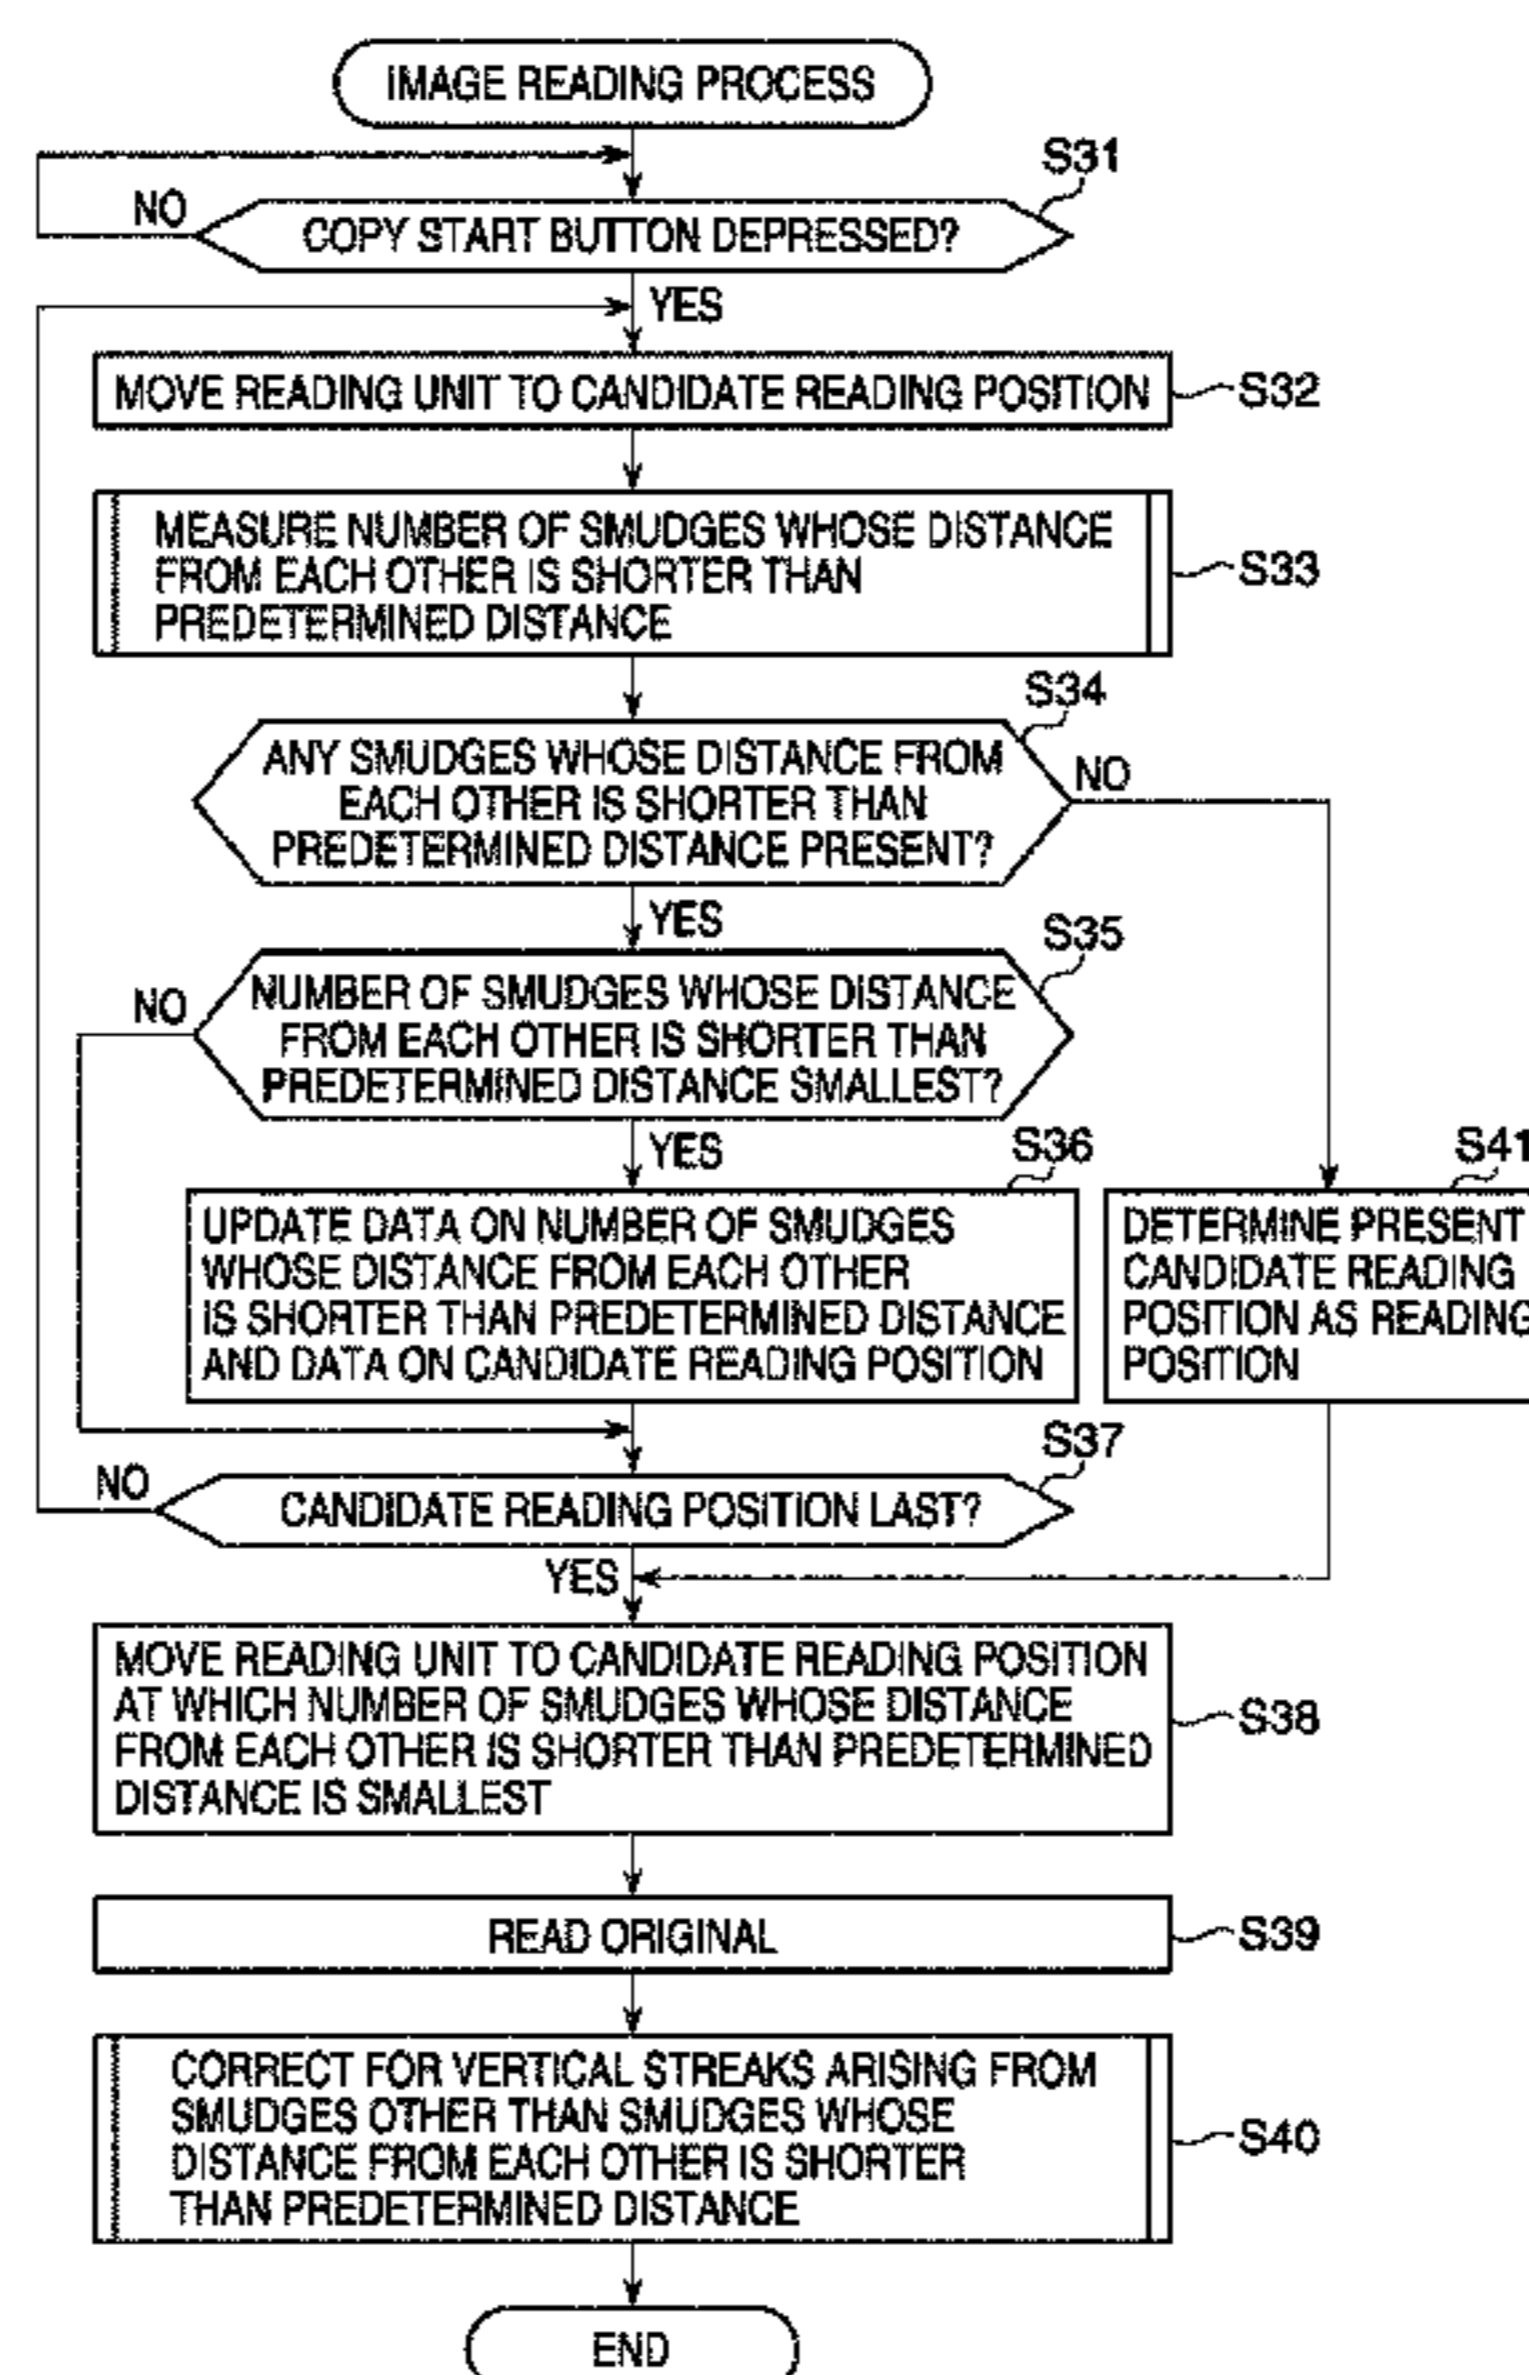 IMAGE READING PROCESS
S31
NO
COPY START BUTTON DEPRESSED?
YES
MOVE READING UNIT TO CANDIDATE READING POSITION
S32
MEASURE NUMBER OF SMUDGES WHOSE DISTANCE
FROM EACH OTHER IS SHORTER THAN
PREDETERMINED DISTANCE
S33
S34
ANY SMUDGES WHOSE DISTANCE FROM
EACH OTHER IS SHORTER THAN
PREDETERMINED DISTANCE PRESENT?
NO
YES
S35
NO
NUMBER OF SMUDGES WHOSE DISTANCE
FROM EACH OTHER IS SHORTER THAN
PREDETERMINED DISTANCE SMALLEST?
YES
S36
UPDATE DATA ON NUMBER OF SMUDGES
WHOSE DISTANCE FROM EACH OTHER
IS SHORTER THAN PREDETERMINED DISTANCE
AND DATA ON CANDIDATE READING POSITION
S41
DETERMINE PRESENT
CANDIDATE READING
POSITION AS READING
POSITION
S37
NO
CANDIDATE READING POSITION LAST?
YES
MOVE READING UNIT TO CANDIDATE READING POSITION
AT WHICH NUMBER OF SMUDGES WHOSE DISTANCE
FROM EACH OTHER IS SHORTER THAN PREDETERMINED
DISTANCE IS SMALLEST
S38
READ ORIGINAL
S39
CORRECT FOR VERTICAL STREAKS ARISING FROM
SMUDGES OTHER THAN SMUDGES WHOSE
DISTANCE FROM EACH OTHER IS SHORTER
THAN PREDETERMINED DISTANCE
S40
END